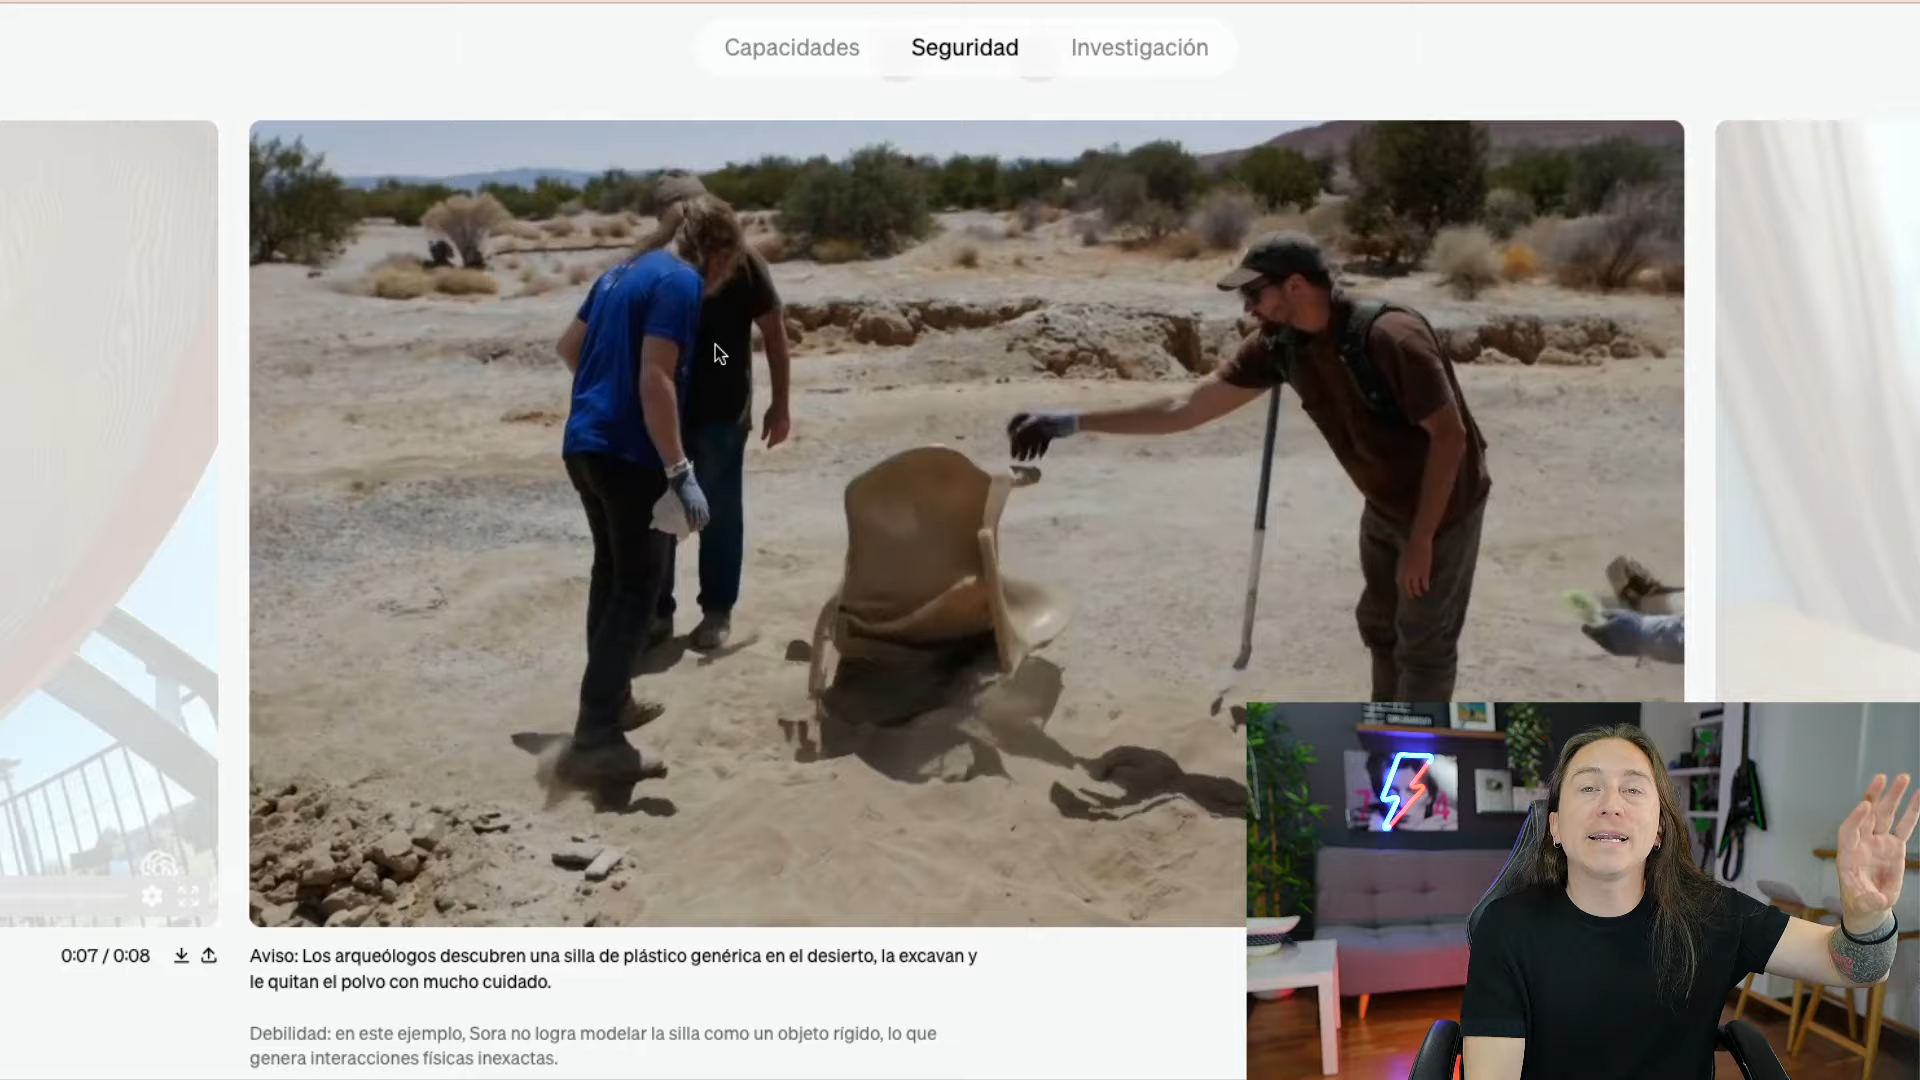 Capacidades Seguridad Investigación
0:07 / 0:08
Aviso: Los arqueólogos descubren una silla de plástico genérica en el desierto, la excavan y
le quitan el polvo con mucho cuidado.
Debilidad: en este ejemplo, Sora no logra modelar la silla como un objeto rígido, lo que
genera interacciones físicas inexactas.